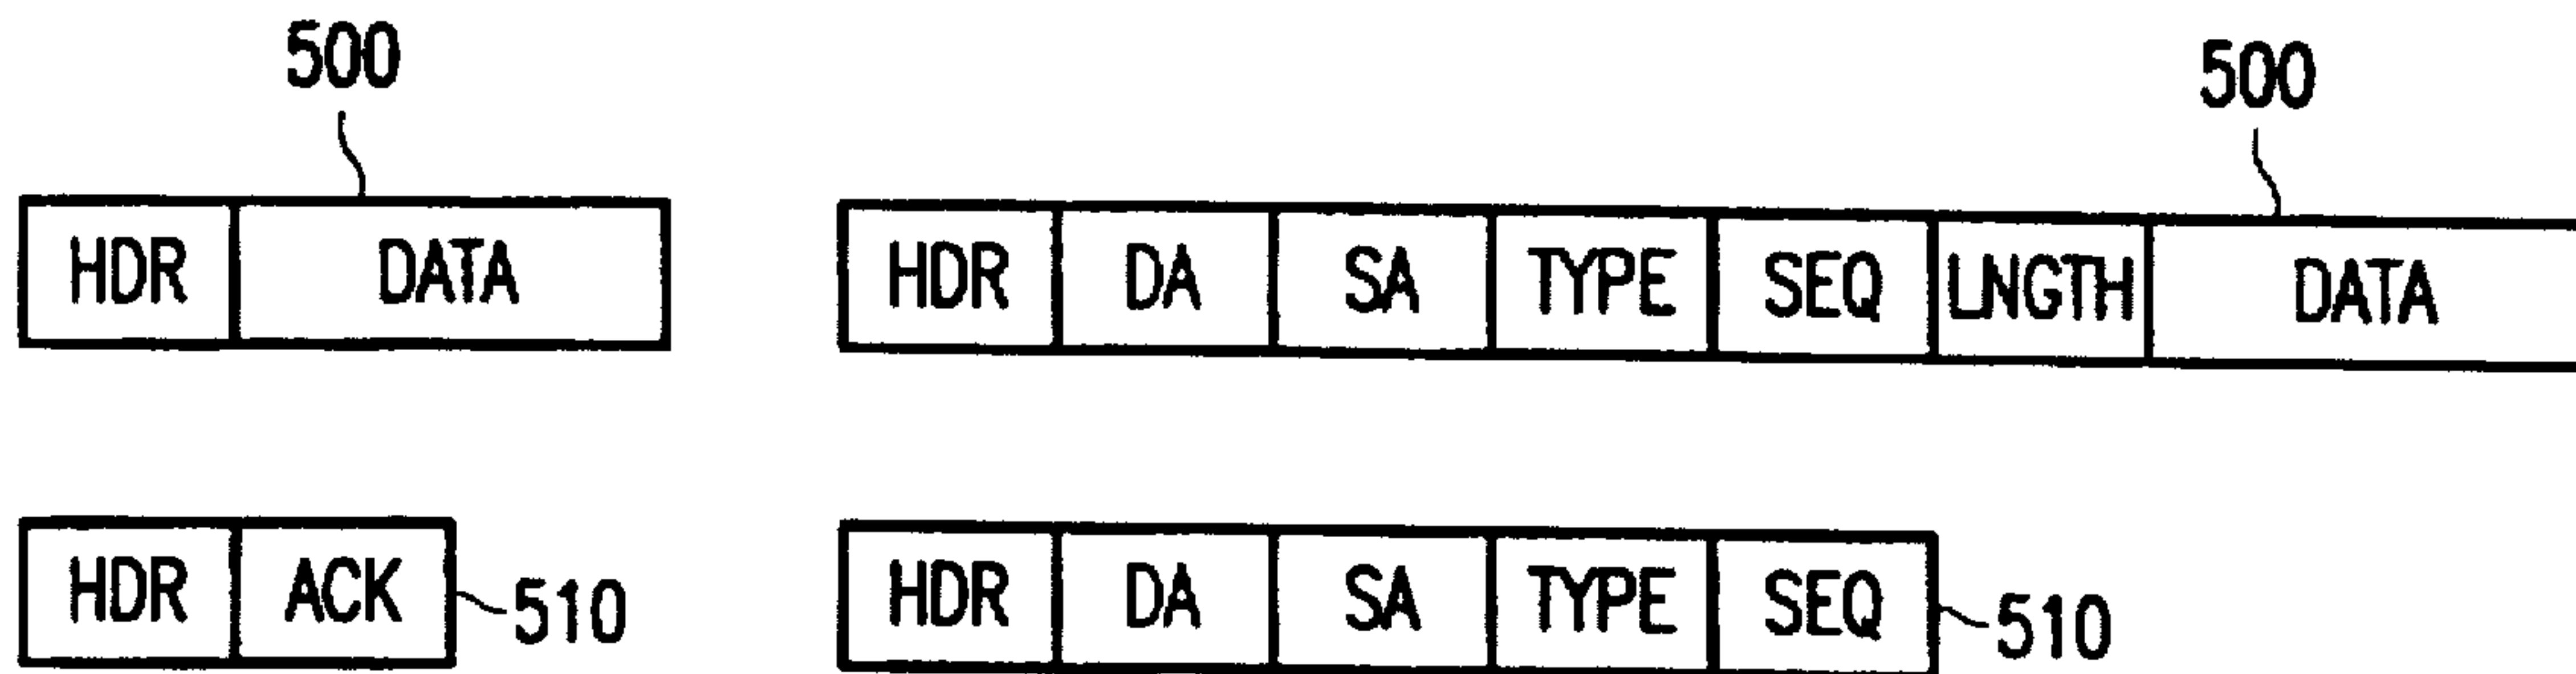 500
500
HDR DATA
HDR DA SA TYPE SEQ LNGTH DATA
HDR ACK 510
HDR DA SA TYPE SEQ 510